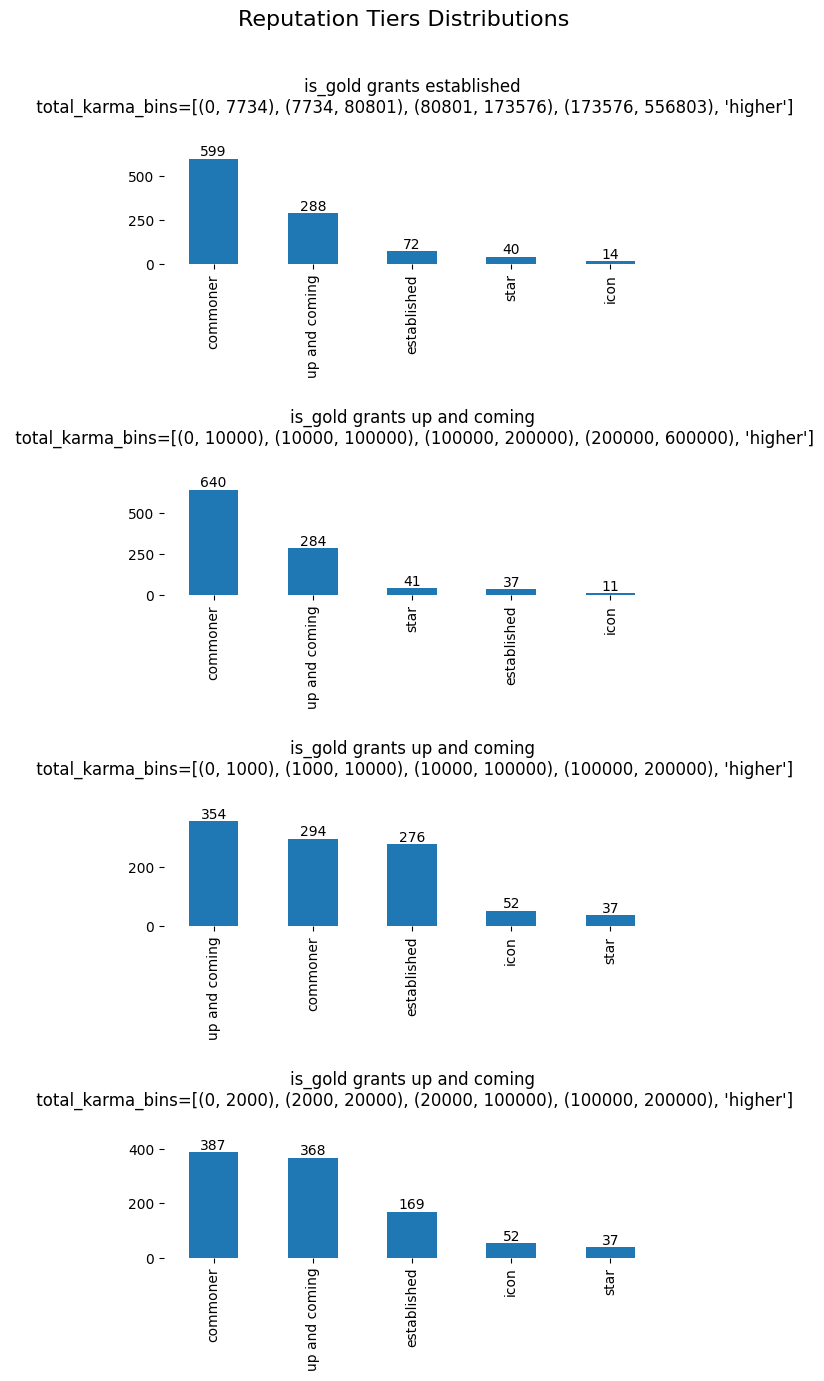 Reputation Tiers Distributions
is_gold grants established
total_karma_bins=[(0, 7734), (7734, 80801), (80801, 173576), (173576, 556803), 'higher']
599
500
288
250
72
40
14
0
commoner
up and coming
established
star
icon
is_gold grants up and coming
total_karma_bins=[(0, 10000), (10000, 100000), (100000, 200000), (200000, 600000), 'higher']
640
500
284
250
41
37
11
0
commoner
up and coming
star
established
icon
is_gold grants up and coming
total_karma_bins=[(0, 1000), (1000, 10000), (10000, 100000), (100000, 200000), 'higher']
354
294
276
200
52
37
0
up and coming
commoner
established
icon
star
is_gold grants up and coming
total_karma_bins=[(0, 2000), (2000, 20000), (20000, 100000), (100000, 200000), 'higher']
400
387
368
200
169
52
37
0
commoner
up and coming
established
icon
star